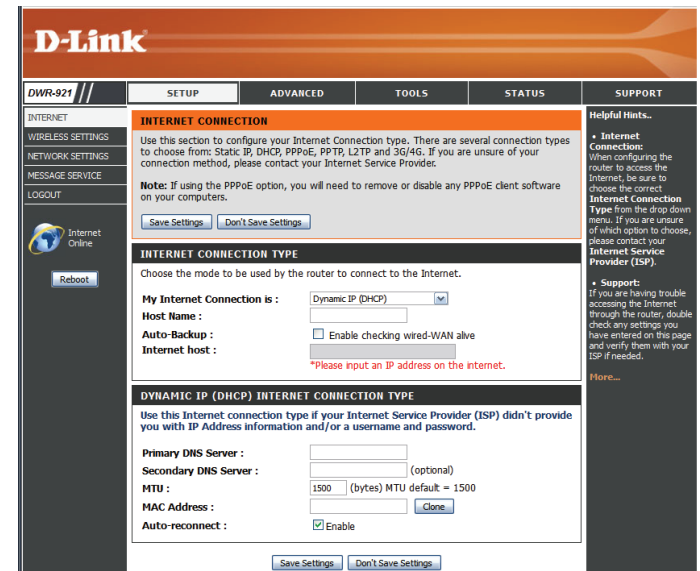 D-Link
DWR-921
SETUP
ADVANCED
TOOLS
STATUS
SUPPORT
INTERNET
WIRELESS SETTINGS
NETWORK SETTINGS
MESSAGE SERVICE
LOGOUT
Internet
Online
Reboot
INTERNET CONNECTION
Use this section to configure your Internet Connection type. There are several connection types
to choose from: Static IP, DHCP, PPPoE, PPTP, L2TP and 3G/4G. If you are unsure of your
connection method, please contact your Internet Service Provider.
Note: If using the PPPoE option, you will need to remove or disable any PPPoE client software
on your computers.
Save Settings Don't Save Settings
INTERNET CONNECTION TYPE
Choose the mode to be used by the router to connect to the Internet.
My Internet Connection is : Dynamic IP (DHCP)
Host Name :
Auto-Backup : Enable checking wired-WAN alive
Internet host :
*Please input an IP address on the internet.
DYNAMIC IP (DHCP) INTERNET CONNECTION TYPE
Use this Internet connection type if your Internet Service Provider (ISP) didn't provide
you with IP Address information and/or a username and password.
Primary DNS Server :
Secondary DNS Server : (optional)
MTU : 1500 (bytes) MTU default = 1500
MAC Address : Clone
Auto-reconnect : Enable
Save Settings Don't Save Settings
Helpful Hints..
• Internet
Connection:
When configuring the
router to access the
Internet, be sure to
choose the correct
Internet Connection
Type from the drop down
menu. If you are unsure
of which option to choose,
please contact your
Internet Service
Provider (ISP).
• Support:
If you are having trouble
accessing the Internet
through the router, double
check any settings you
have entered on this page
and verify them with your
ISP if needed.
More...